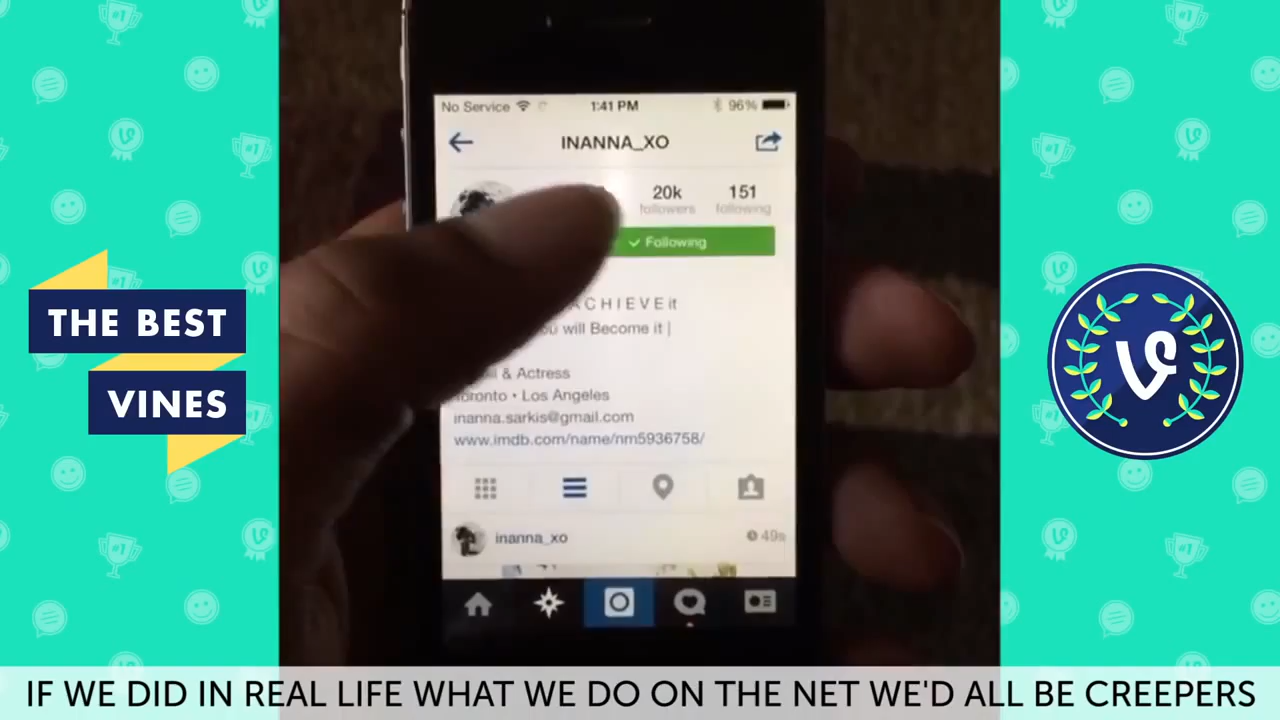 No Service 1:41 PM 96%
INANNA_XO
20k 151
followers following
Following
ACHIEVE it
will Become it |
& Actress
Toronto • Los Angeles
inanna.sarkis@gmail.com
www.imdb.com/name/nm5936758/
inanna_xo 49s
THE BEST
VINES
IF WE DID IN REAL LIFE WHAT WE DO ON THE NET WE'D ALL BE CREEPERS